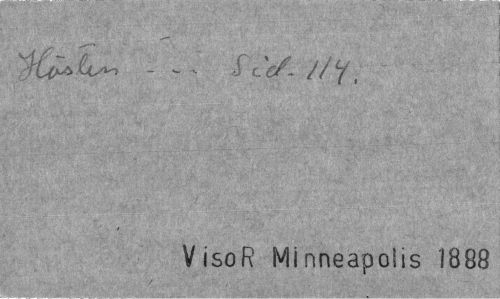 Hösten - - - Sid. 114.
VisoR Minneapolis 1888